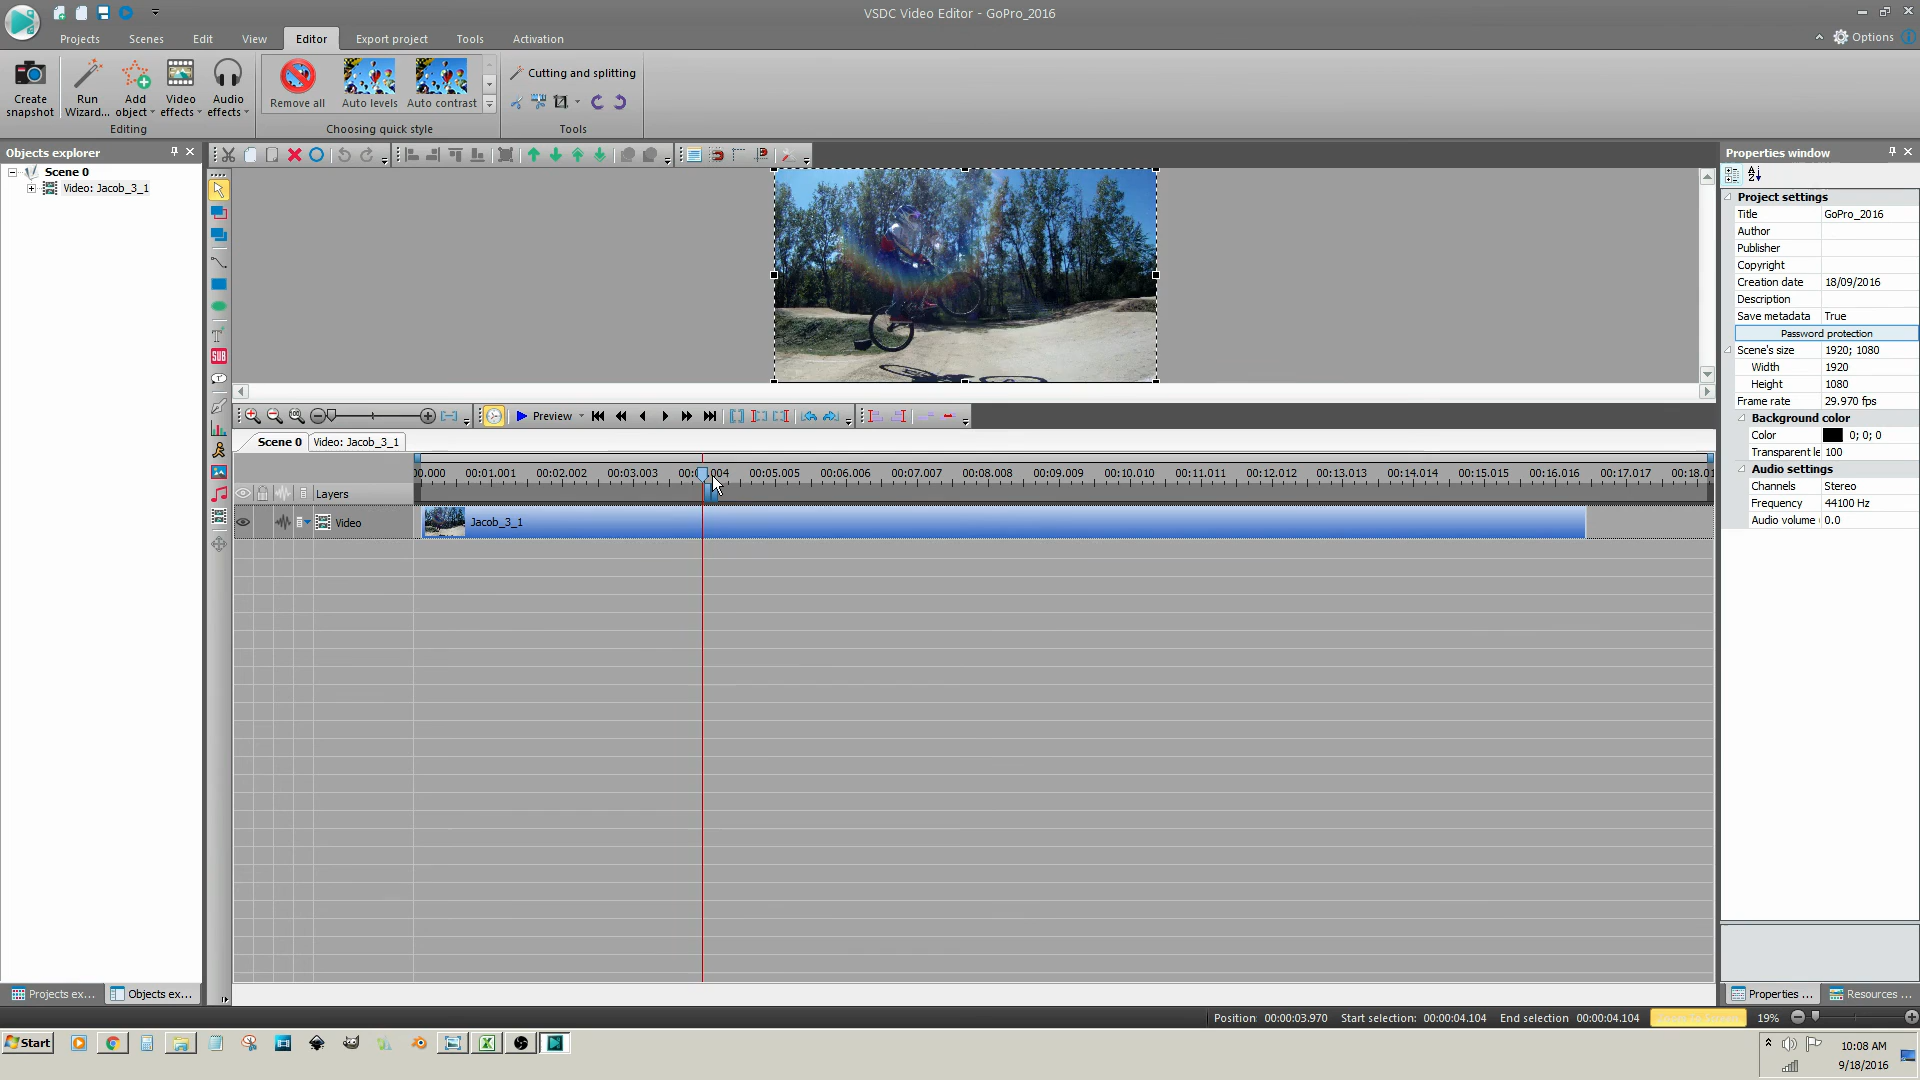 VSDC Video Editor - GoPro_2016
Projects Scenes Edit View Editor Export project Tools Activation Options
Create snapshot
Run Wizard...
Add object
Video effects
Audio effects
Remove all
Auto levels
Auto contrast
Cutting and splitting
Editing
Choosing quick style
Tools
Objects explorer
Scene 0
Video: Jacob_3_1
SUB
Preview
Scene 0 Video: Jacob_3_1
00.000 00:01.001 00:02.002 00:03.003 00:05.005 00:06.006 00:07.007 00:08.008 00:09.009 00:10.010 00:11.011 00:12.012 00:13.013 00:14.014 00:15.015 00:16.016 00:17.017
Layers
Video Jacob_3_1
Properties window
Project settings
Title GoPro_2016
Author
Publisher
Copyright
Creation date 18/09/2016
Description
Save metadata True
Password protection
Scene's size 1920; 1080
Width 1920
Height 1080
Frame rate 29.970 fps
Background color
Color 0; 0; 0
Transparent le 100
Audio settings
Channels Stereo
Frequency 44100 Hz
Audio volume 0.0
Projects ex... Objects ex...
Properties ... Resources ...
Position: 00:00:03.970 Start selection: 00:00:04.104 End selection 00:00:04.104 19%
Start
10:08 AM
9/18/2016